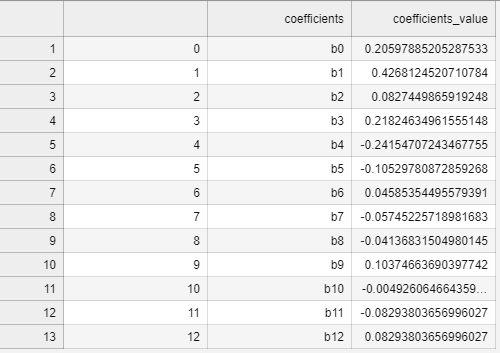 coefficients coefficients_value
1 0 b0 0.20597885205287533
2 1 b1 0.4268124520710784
3 2 b2 0.0827449865919248
4 3 b3 0.21824634961555148
5 4 b4 -0.24154707243467755
6 5 b5 -0.10529780872859268
7 6 b6 0.04585354495579391
8 7 b7 -0.05745225718981683
9 8 b8 -0.04136831504980145
10 9 b9 0.10374663690397742
11 10 b10 -0.004926064664359...
12 11 b11 -0.08293803656996027
13 12 b12 0.08293803656996027